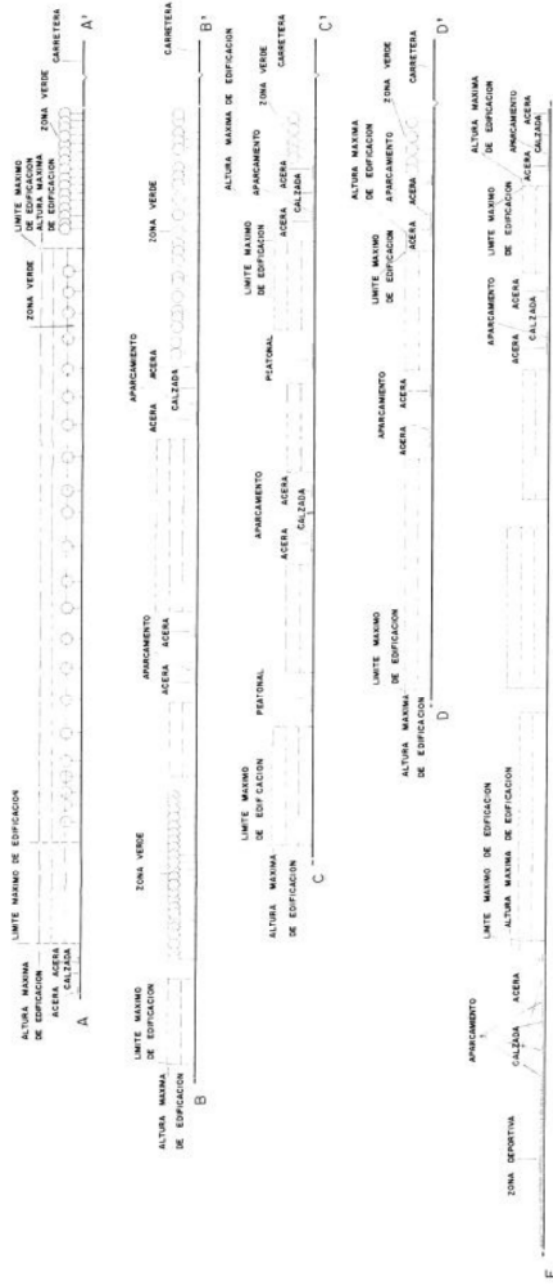 ALTURA MAXIMA
DE EDIFICACION
ACERA ACERA
CALZADA
LIMITE MAXIMO DE EDIFICACION
ZONA VERDE
LIMITE MAXIMO
DE EDIFICACION
ALTURA MAXIMA
DE EDIFICACION
ZONA VERDE
CARRETERA
A
A'
ALTURA MAXIMA
DE EDIFICACION
LIMITE MAXIMO
DE EDIFICACION
ZONA VERDE
APARCAMIENTO
ACERA ACERA
APARCAMIENTO
ACERA ACERA
CALZADA
ZONA VERDE
CARRETERA
B
B'
ALTURA MAXIMA
DE EDIFICACION
LIMITE MAXIMO
DE EDIFICACION
PEATONAL
APARCAMIENTO
ACERA ACERA
CALZADA
PEATONAL
LIMITE MAXIMO
DE EDIFICACION
ALTURA MAXIMA DE EDIFICACION
APARCAMIENTO
ACERA ACERA
CALZADA
ZONA VERDE
CARRETERA
C
C'
ALTURA MAXIMA
DE EDIFICACION
LIMITE MAXIMO
DE EDIFICACION
APARCAMIENTO
ACERA ACERA
LIMITE MAXIMO
DE EDIFICACION
ALTURA MAXIMA
DE EDIFICACION
APARCAMIENTO
ACERA ACERA
ZONA VERDE
CARRETERA
D
D'
ZONA DEPORTIVA
APARCAMIENTO
CALZADA ACERA
LIMITE MAXIMO DE EDIFICACION
ALTURA MAXIMA DE EDIFICACION
APARCAMIENTO
ACERA ACERA
CALZADA
LIMITE MAXIMO
DE EDIFICACION
ALTURA MAXIMA
DE EDIFICACION
APARCAMIENTO
ACERA ACERA
CALZADA